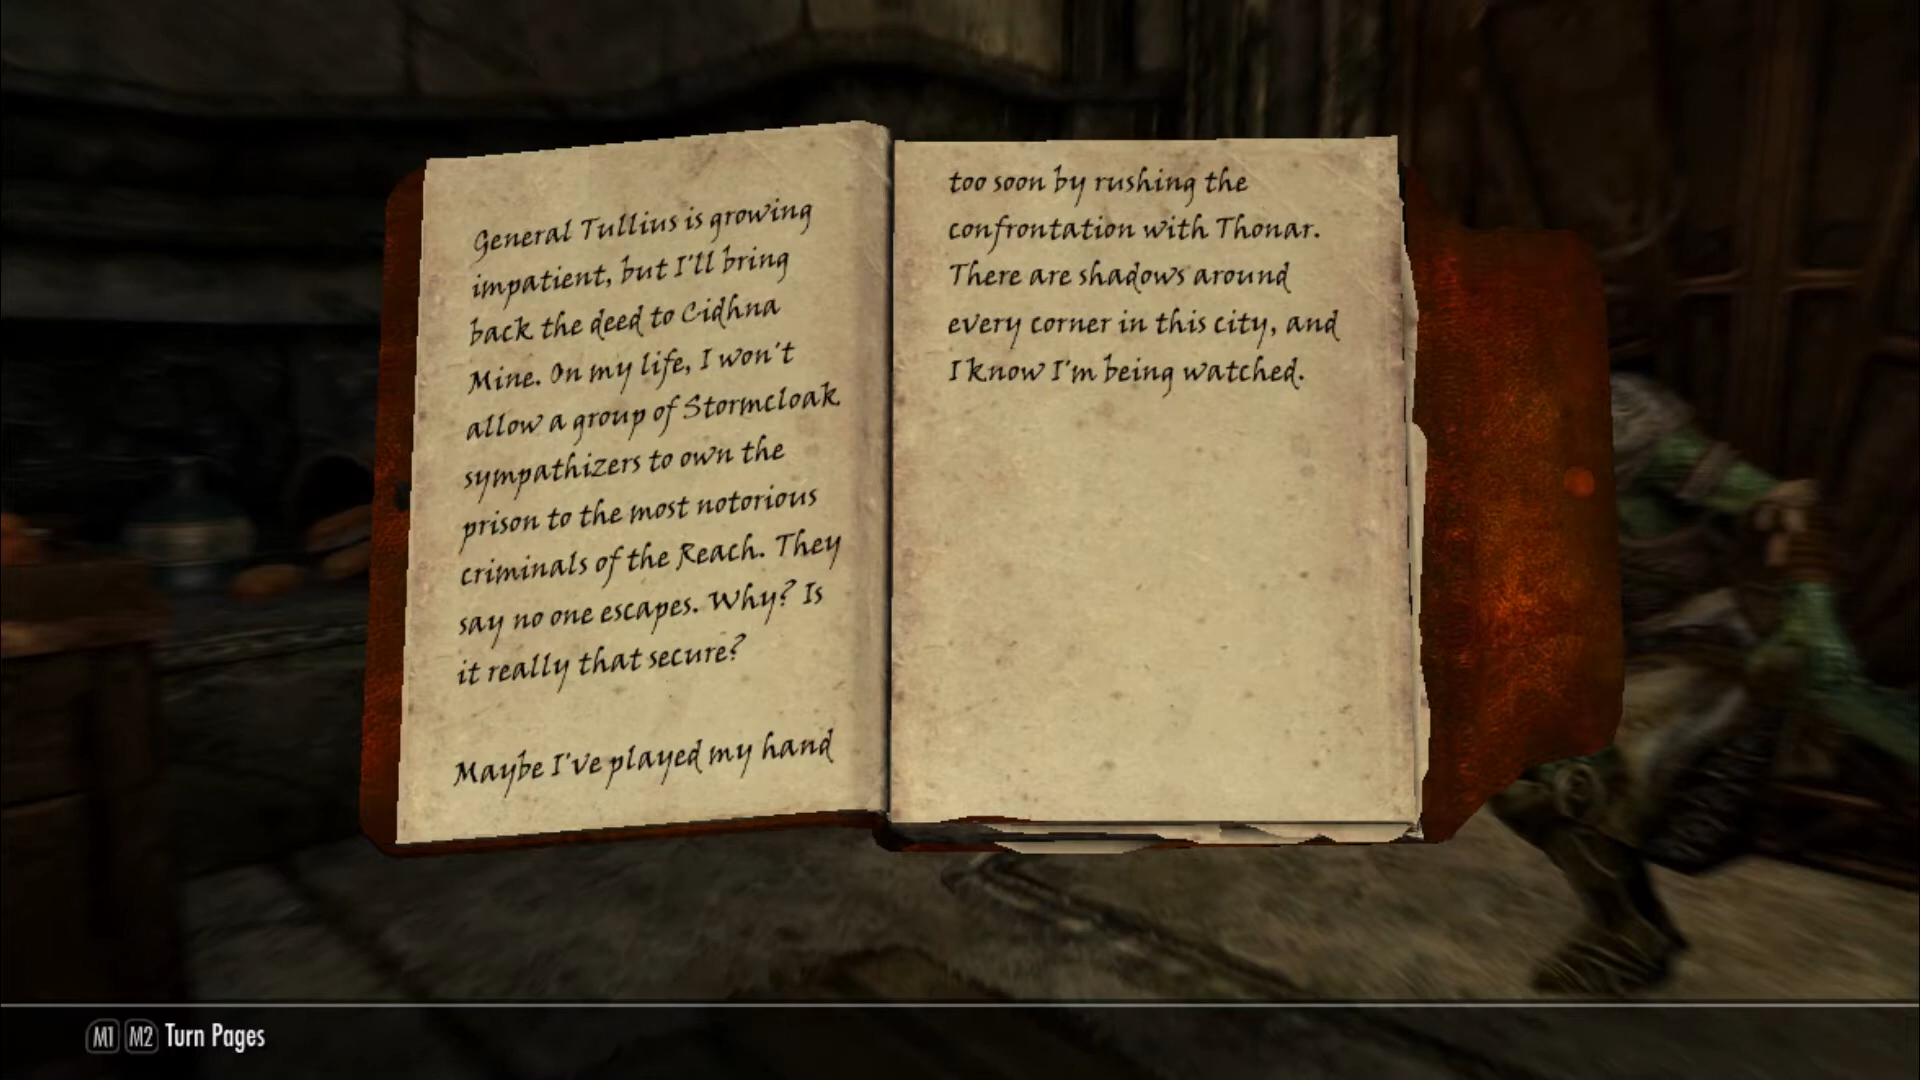 General Tullius is growing
impatient, but I'll bring
back the deed to Cidhna
Mine. On my life, I won't
allow a group of Stormcloak
sympathizers to own the
prison to the most notorious
criminals of the Reach. They
say no one escapes. Why? Is
it really that secure?
Maybe I've played my hand
too soon by rushing the
confrontation with Thonar.
There are shadows around
every corner in this city, and
I know I'm being watched.
M1 M2 Turn Pages